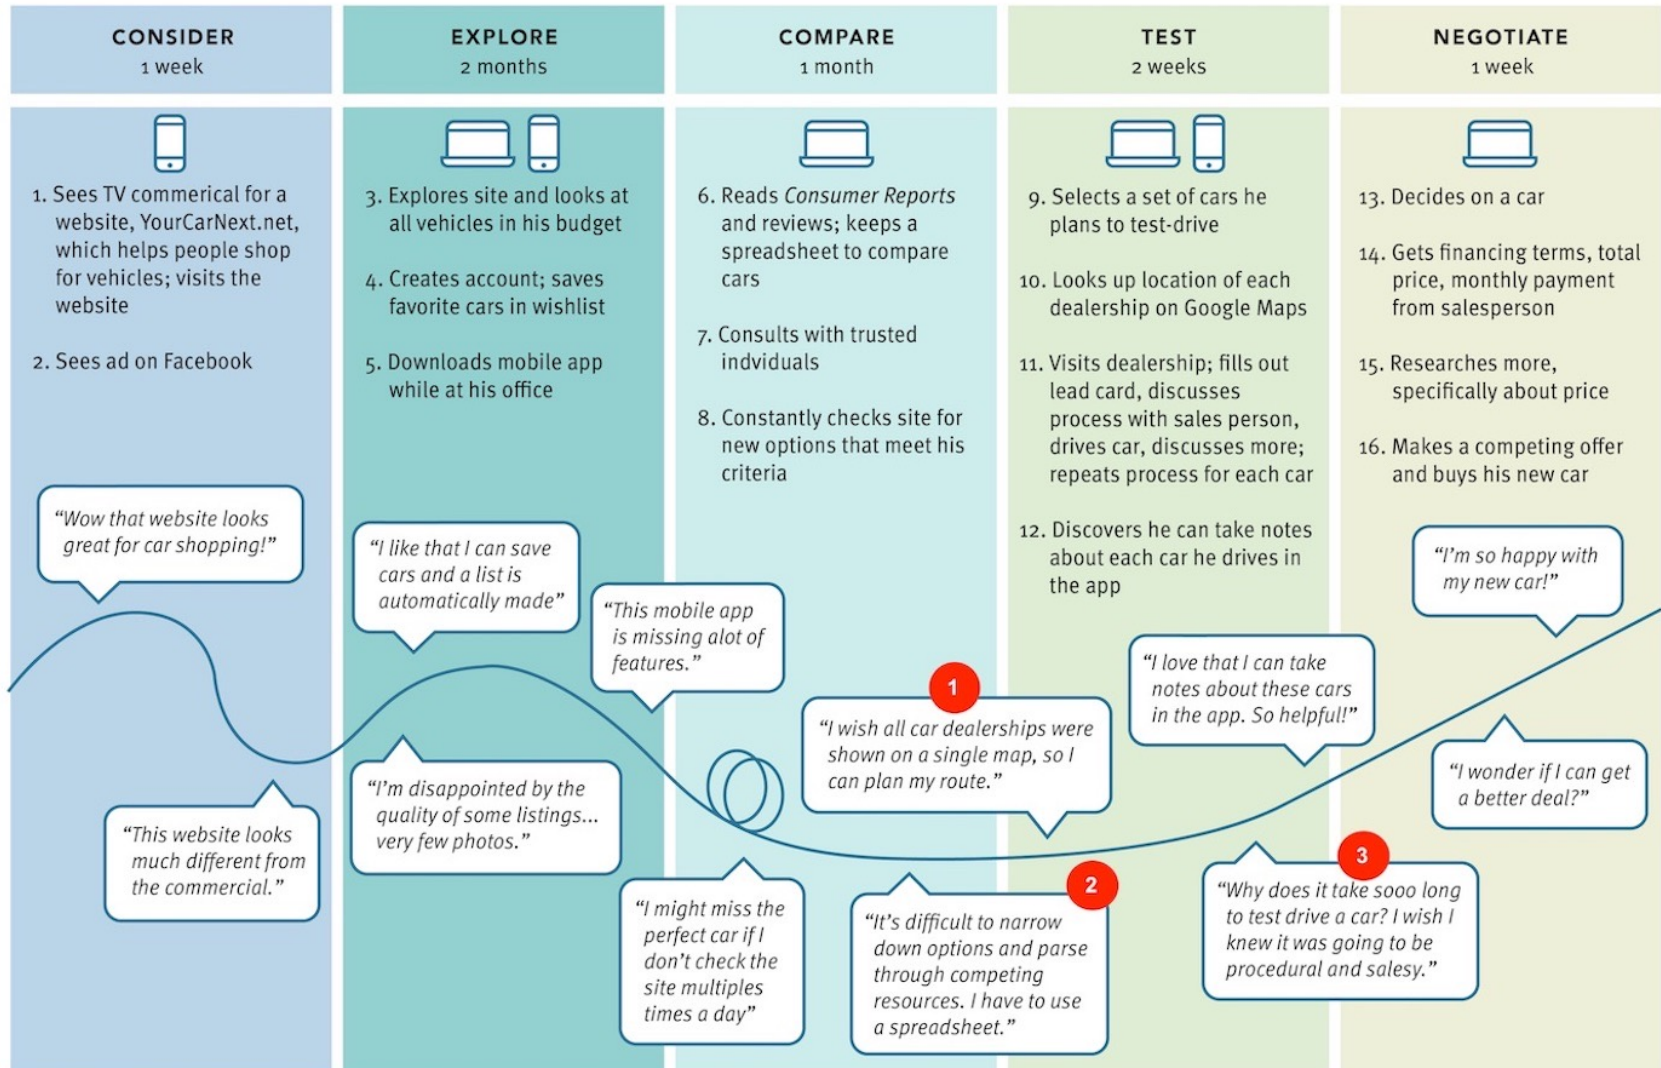 CONSIDER
1 week
EXPLORE
2 months
COMPARE
1 month
TEST
2 weeks
NEGOTIATE
1 week
1. Sees TV commerical for a
website, YourCarNext.net,
which helps people shop
for vehicles; visits the
website
2. Sees ad on Facebook
3. Explores site and looks at
all vehicles in his budget
4. Creates account; saves
favorite cars in wishlist
5. Downloads mobile app
while at his office
6. Reads Consumer Reports
and reviews; keeps a
spreadsheet to compare
cars
7. Consults with trusted
indviduals
8. Constantly checks site for
new options that meet his
criteria
9. Selects a set of cars he
plans to test-drive
10. Looks up location of each
dealership on Google Maps
11. Visits dealership; fills out
lead card, discusses
process with sales person,
drives car, discusses more;
repeats process for each car
12. Discovers he can take notes
about each car he drives in
the app
13. Decides on a car
14. Gets financing terms, total
price, monthly payment
from salesperson
15. Researches more,
specifically about price
16. Makes a competing offer
and buys his new car
“Wow that website looks
great for car shopping!”
“This website looks
much different from
the commercial.”
“I like that I can save
cars and a list is
automatically made”
“I’m disappointed by the
quality of some listings...
very few photos.”
“This mobile app
is missing alot of
features.”
“I might miss the
perfect car if I
don’t check the
site multiples
times a day”
1
“I wish all car dealerships were
shown on a single map, so I
can plan my route.”
2
“It’s difficult to narrow
down options and parse
through competing
resources. I have to use
a spreadsheet.”
“I love that I can take
notes about these cars
in the app. So helpful!”
3
“Why does it take sooo long
to test drive a car? I wish I
knew it was going to be
procedural and salesy.”
“I’m so happy with
my new car!”
“I wonder if I can get
a better deal?”